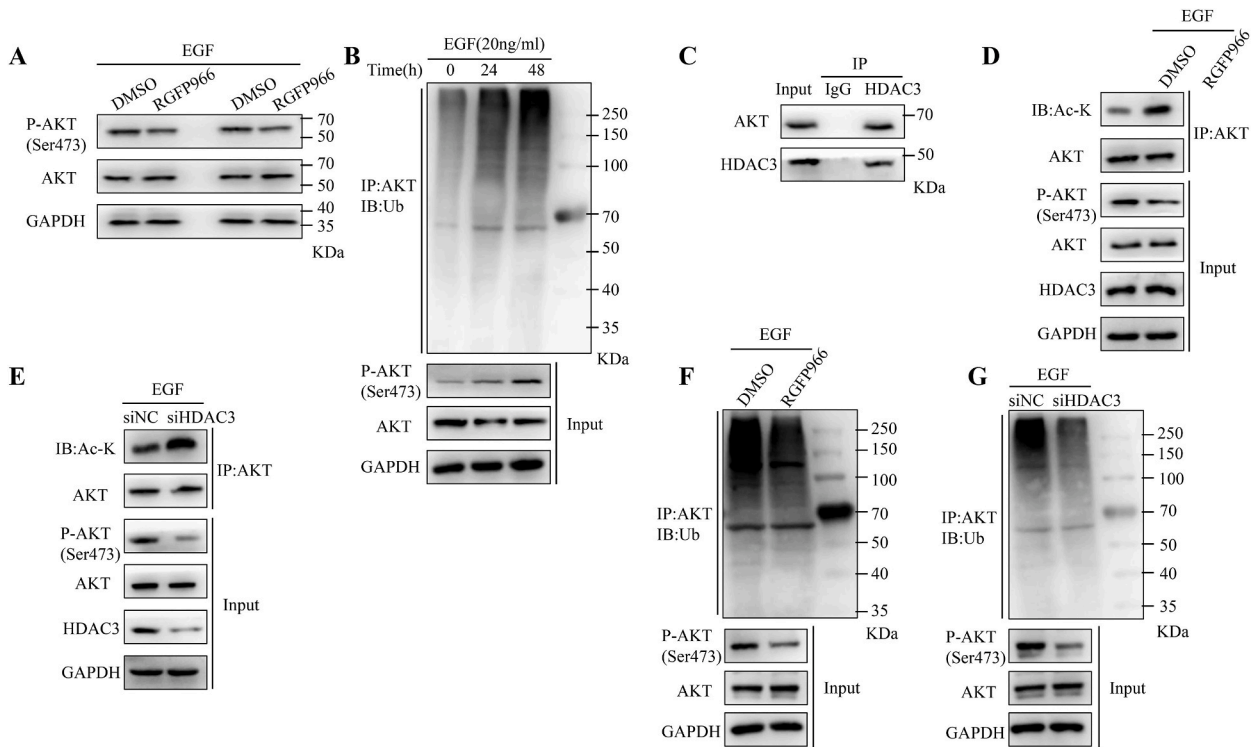 A
EGF
DMSO RGFP966 DMSO RGFP966
P-AKT
(Ser473)
70
50
AKT
70
50
GAPDH
40
35
KDa
B
EGF(20ng/ml)
Time(h) 0 24 48
IP:AKT
IB:Ub
250
150
100
70
50
40
35
KDa
P-AKT
(Ser473)
AKT
GAPDH
Input
C
IP
Input IgG HDAC3
AKT
70
HDAC3
50
KDa
D
EGF
DMSO RGFP966
IB:Ac-K
AKT
IP:AKT
P-AKT
(Ser473)
AKT
HDAC3
GAPDH
Input
E
EGF
siNC siHDAC3
IB:Ac-K
AKT
IP:AKT
P-AKT
(Ser473)
AKT
HDAC3
GAPDH
Input
F
EGF
DMSO RGFP966
IP:AKT
IB:Ub
250
150
100
70
50
40
35
KDa
P-AKT
(Ser473)
AKT
GAPDH
Input
G
EGF
siNC siHDAC3
IP:AKT
IB:Ub
250
150
100
70
50
40
35
KDa
P-AKT
(Ser473)
AKT
GAPDH
Input